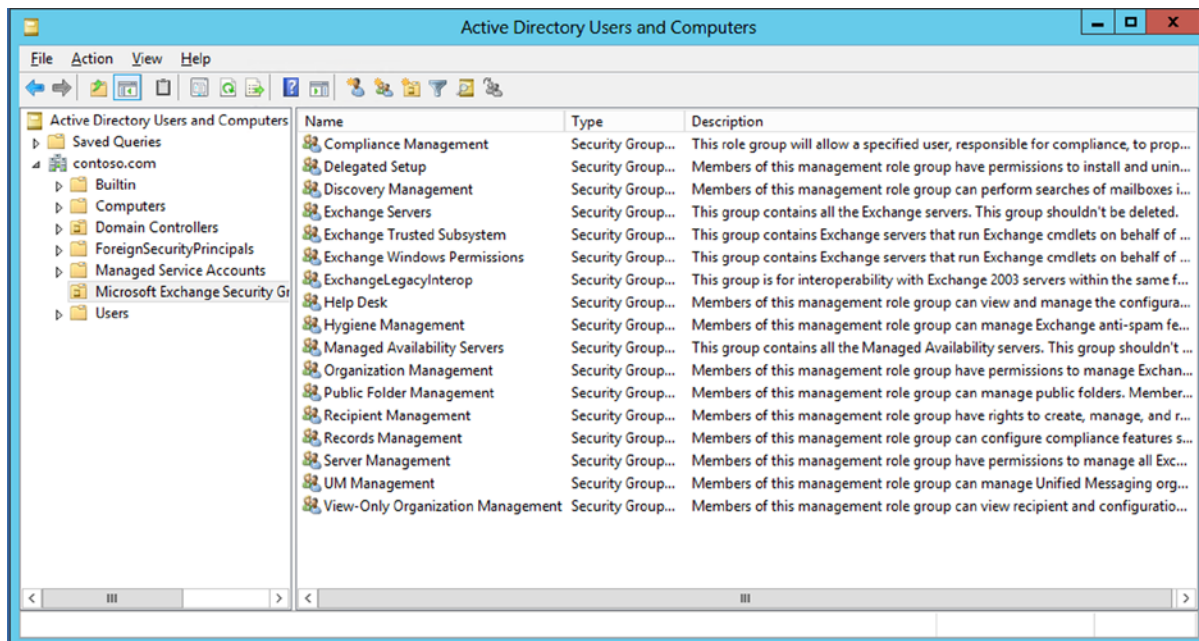 Active Directory Users and Computers
File Action View Help
Active Directory Users and Computers
Saved Queries
contoso.com
Builtin
Computers
Domain Controllers
ForeignSecurityPrincipals
Managed Service Accounts
Microsoft Exchange Security Gr
Users
Name Type Description
Compliance Management Security Group... This role group will allow a specified user, responsible for compliance, to prop...
Delegated Setup Security Group... Members of this management role group have permissions to install and unin...
Discovery Management Security Group... Members of this management role group can perform searches of mailboxes i...
Exchange Servers Security Group... This group contains all the Exchange servers. This group shouldn't be deleted.
Exchange Trusted Subsystem Security Group... This group contains Exchange servers that run Exchange cmdlets on behalf of ...
Exchange Windows Permissions Security Group... This group contains Exchange servers that run Exchange cmdlets on behalf of ...
ExchangeLegacyInterop Security Group... This group is for interoperability with Exchange 2003 servers within the same f...
Help Desk Security Group... Members of this management role group can view and manage the configura...
Hygiene Management Security Group... Members of this management role group can manage Exchange anti-spam fe...
Managed Availability Servers Security Group... This group contains all the Managed Availability servers. This group shouldn't ...
Organization Management Security Group... Members of this management role group have permissions to manage Exchan...
Public Folder Management Security Group... Members of this management role group can manage public folders. Member...
Recipient Management Security Group... Members of this management role group have rights to create, manage, and r...
Records Management Security Group... Members of this management role group can configure compliance features s...
Server Management Security Group... Members of this management role group have permissions to manage all Exc...
UM Management Security Group... Members of this management role group can manage Unified Messaging org...
View-Only Organization Management Security Group... Members of this management role group can view recipient and configuratio...